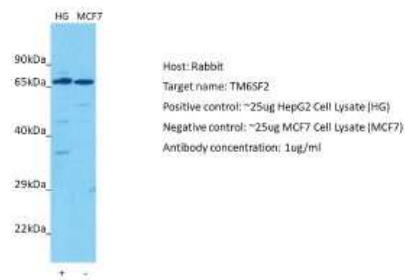 HG MCF7
90kDa_
65kDa_
40kDa_
29kDa_
22kDa_
+ -
Host: Rabbit
Target name: TM6SF2
Positive control: ~25ug HepG2 Cell Lysate (HG)
Negative control: ~25ug MCF7 Cell Lysate (MCF7)
Antibody concentration: 1ug/ml